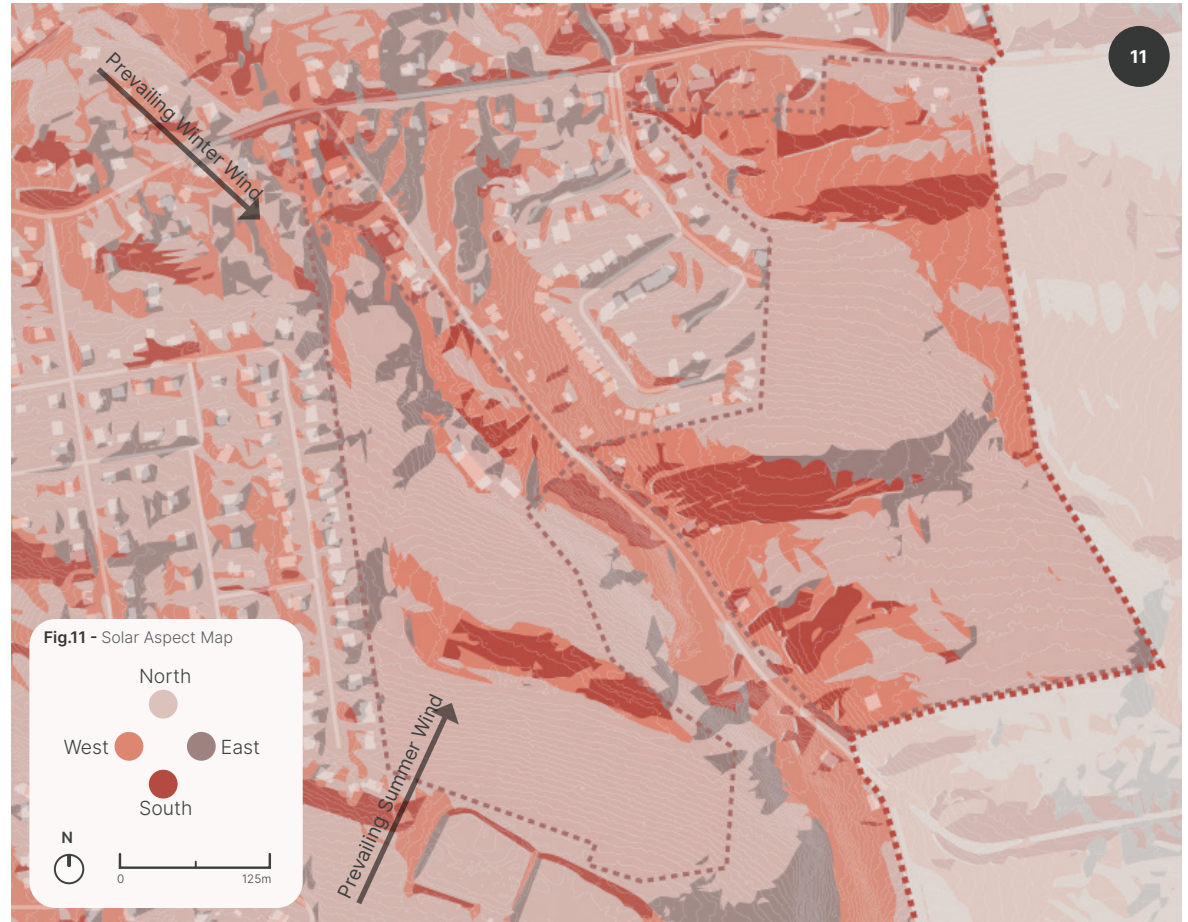 11
Prevailing Winter Wind
Prevailing Summer Wind
Fig.11 - Solar Aspect Map
North
West
East
South
N
0
125m